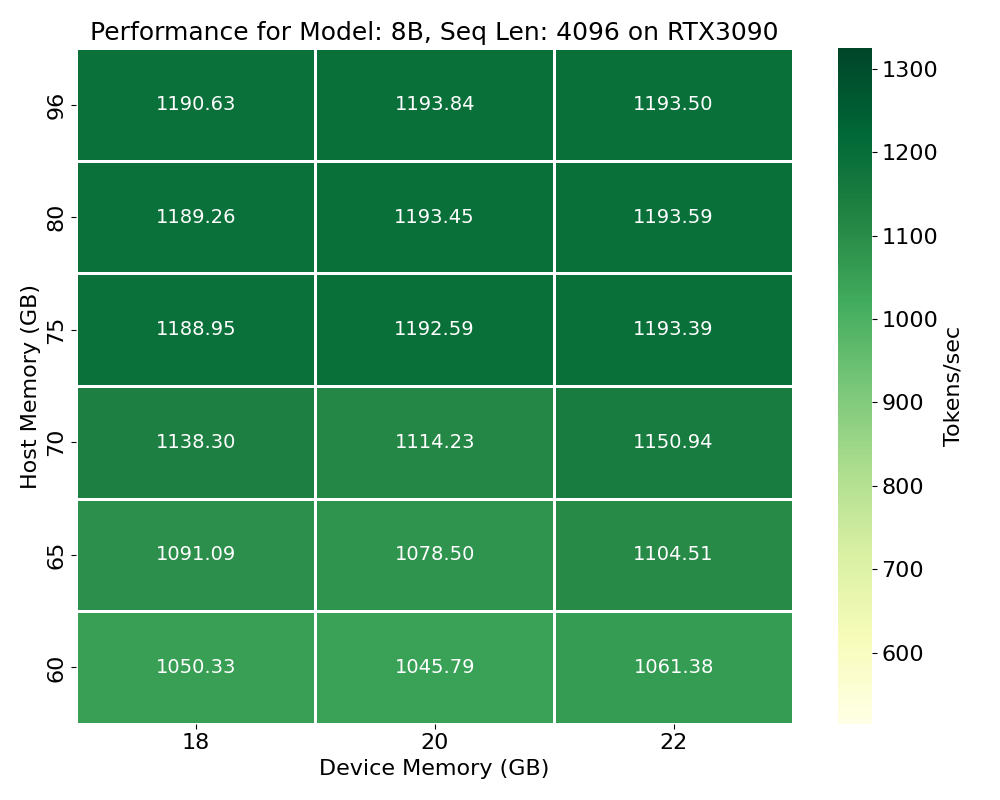 Performance for Model: 8B, Seq Len: 4096 on RTX3090
Host Memory (GB)
96 1190.63 1193.84 1193.50
80 1189.26 1193.45 1193.59
75 1188.95 1192.59 1193.39
70 1138.30 1114.23 1150.94
65 1091.09 1078.50 1104.51
60 1050.33 1045.79 1061.38
18 20 22
Device Memory (GB)
1300
1200
1100
1000
900
800
700
600
Tokens/sec